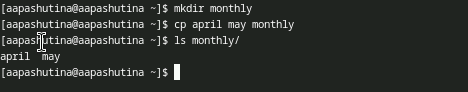 [aapashutina@aapashutina ~]$ mkdir monthly
[aapashutina@aapashutina ~]$ cp april may monthly
[aapashutina@aapashutina ~]$ ls monthly/
april  may
[aapashutina@aapashutina ~]$